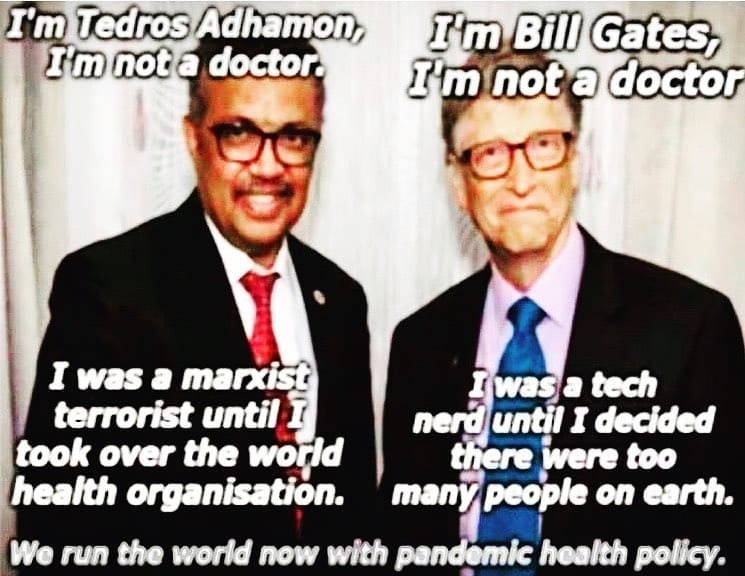 I'm Tedros Adhamon,
I'm not a doctor.
I'm Bill Gates,
I'm not a doctor
I was a marxist
terrorist until I
took over the world
health organisation.
I was a tech
nerd until I decided
there were too
many people on earth.
We run the world now with pandemic health policy.